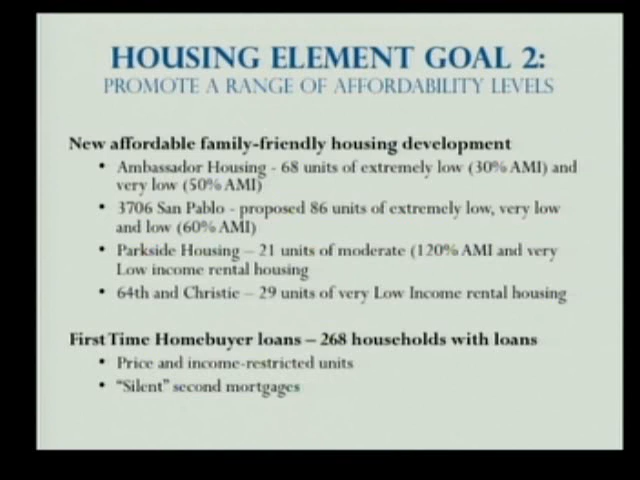 HOUSING ELEMENT GOAL 2:
PROMOTE A RANGE OF AFFORDABILITY LEVELS
New affordable family-friendly housing development
• Ambassador Housing - 68 units of extremely low (30% AMI) and
very low (50% AMI)
• 3706 San Pablo - proposed 86 units of extremely low, very low
and low (60% AMI)
• Parkside Housing – 21 units of moderate (120% AMI and very
Low income rental housing
• 64th and Christie – 29 units of very Low Income rental housing
First Time Homebuyer loans – 268 households with loans
• Price and income-restricted units
• “Silent” second mortgages